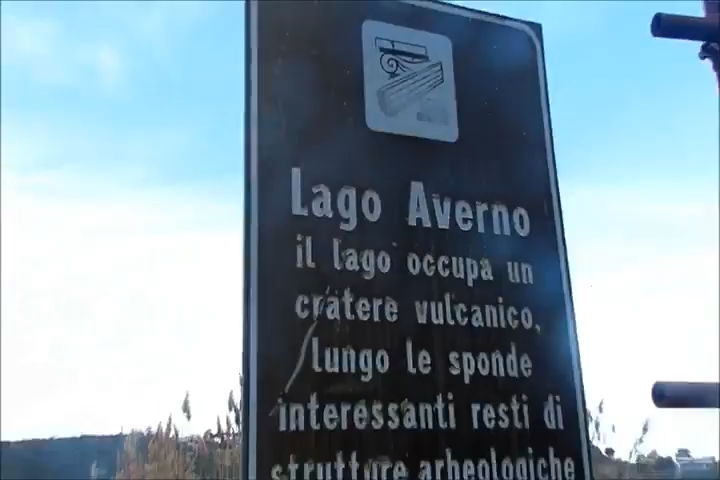 Lago Averno
il lago occupa un
cratere vulcanico,
lungo le sponde
interessanti resti di
strutture archeologiche